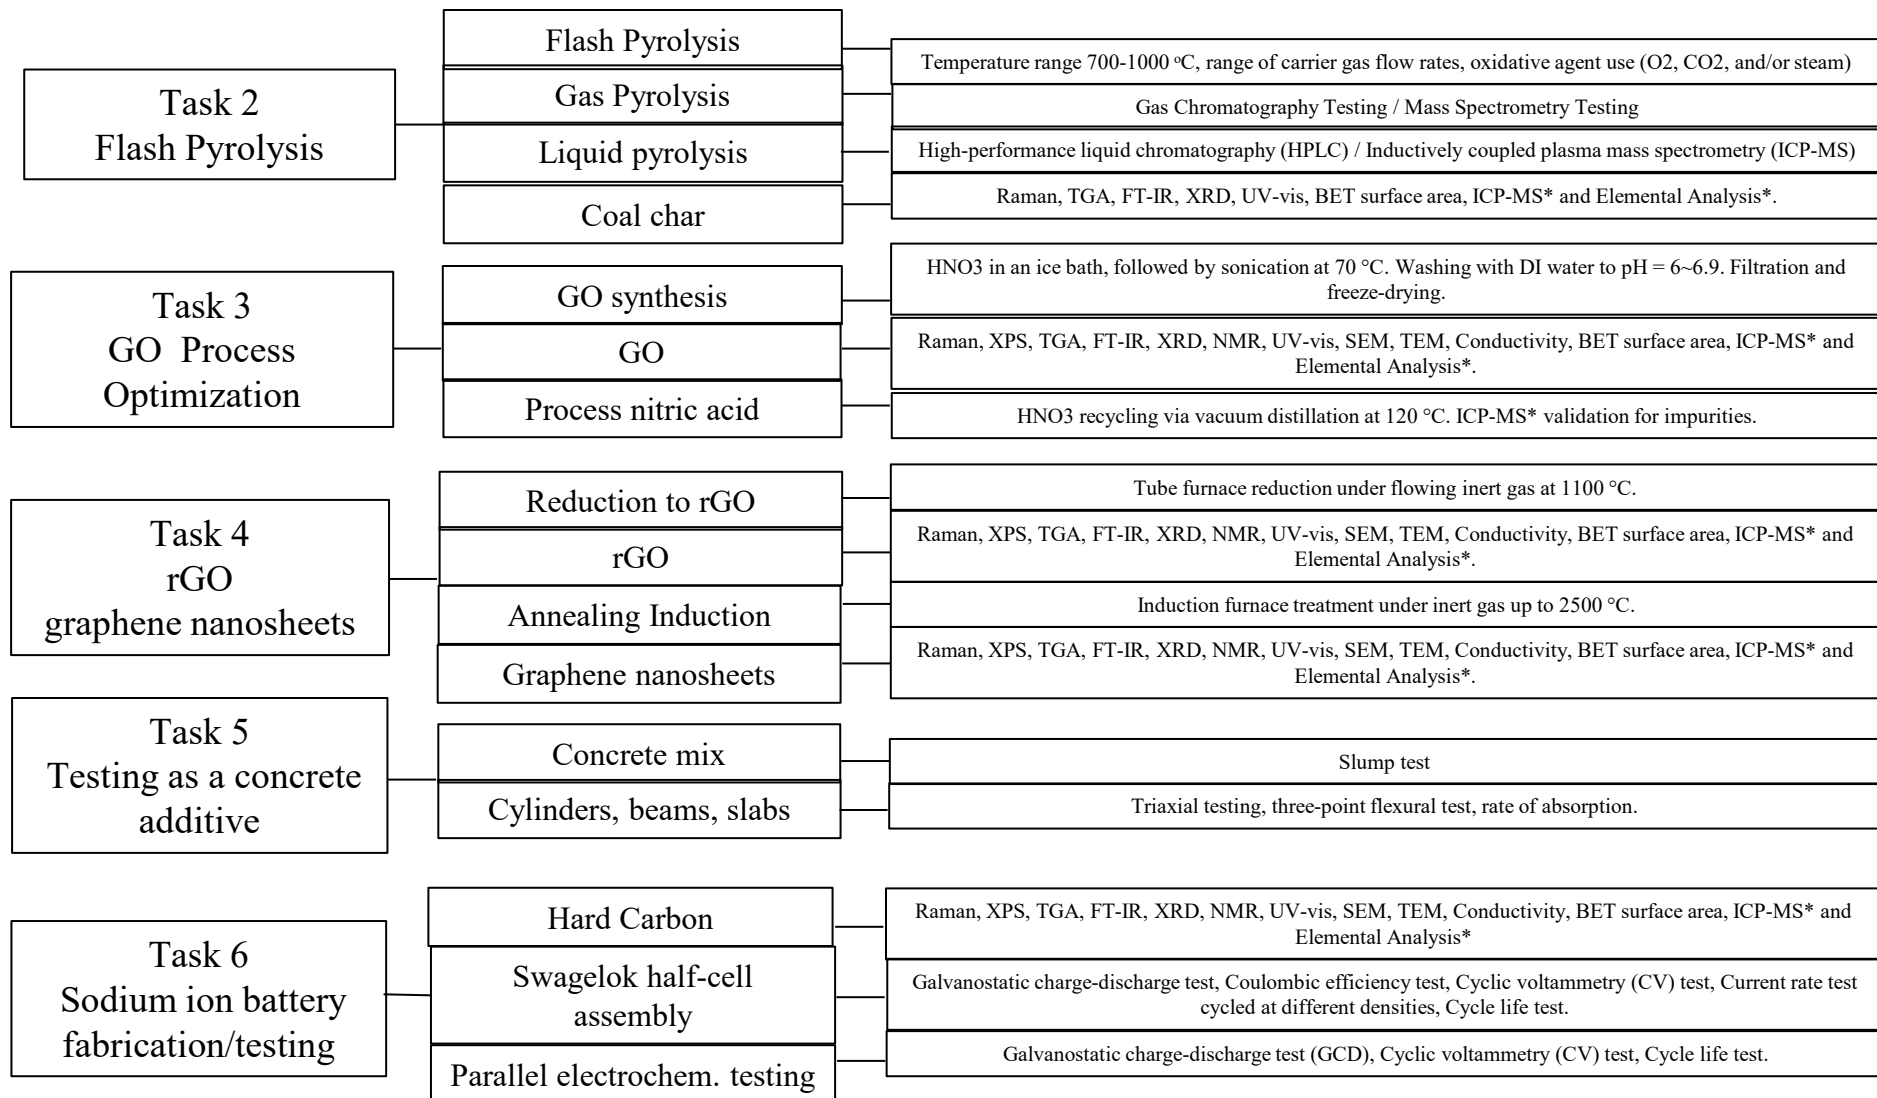 Task 2
Flash Pyrolysis
Flash Pyrolysis
Temperature range 700-1000 ºC, range of carrier gas flow rates, oxidative agent use (O2, CO2, and/or steam)
Gas Pyrolysis
Gas Chromatography Testing / Mass Spectrometry Testing
Liquid pyrolysis
High-performance liquid chromatography (HPLC) / Inductively coupled plasma mass spectrometry (ICP-MS)
Coal char
Raman, TGA, FT-IR, XRD, UV-vis, BET surface area, ICP-MS* and Elemental Analysis*.
Task 3
GO Process
Optimization
GO synthesis
HNO3 in an ice bath, followed by sonication at 70 °C. Washing with DI water to pH = 6~6.9. Filtration and
freeze-drying.
GO
Raman, XPS, TGA, FT-IR, XRD, NMR, UV-vis, SEM, TEM, Conductivity, BET surface area, ICP-MS* and
Elemental Analysis*.
Process nitric acid
HNO3 recycling via vacuum distillation at 120 °C. ICP-MS* validation for impurities.
Task 4
rGO
graphene nanosheets
Reduction to rGO
Tube furnace reduction under flowing inert gas at 1100 °C.
rGO
Raman, XPS, TGA, FT-IR, XRD, NMR, UV-vis, SEM, TEM, Conductivity, BET surface area, ICP-MS* and
Elemental Analysis*.
Annealing Induction
Induction furnace treatment under inert gas up to 2500 °C.
Graphene nanosheets
Raman, XPS, TGA, FT-IR, XRD, NMR, UV-vis, SEM, TEM, Conductivity, BET surface area, ICP-MS* and
Elemental Analysis*.
Task 5
Testing as a concrete
additive
Concrete mix
Slump test
Cylinders, beams, slabs
Triaxial testing, three-point flexural test, rate of absorption.
Task 6
Sodium ion battery
fabrication/testing
Hard Carbon
Raman, XPS, TGA, FT-IR, XRD, NMR, UV-vis, SEM, TEM, Conductivity, BET surface area, ICP-MS* and
Elemental Analysis*
Swagelok half-cell
assembly
Galvanostatic charge-discharge test, Coulombic efficiency test, Cyclic voltammetry (CV) test, Current rate test
cycled at different densities, Cycle life test.
Parallel electrochem. testing
Galvanostatic charge-discharge test (GCD), Cyclic voltammetry (CV) test, Cycle life test.